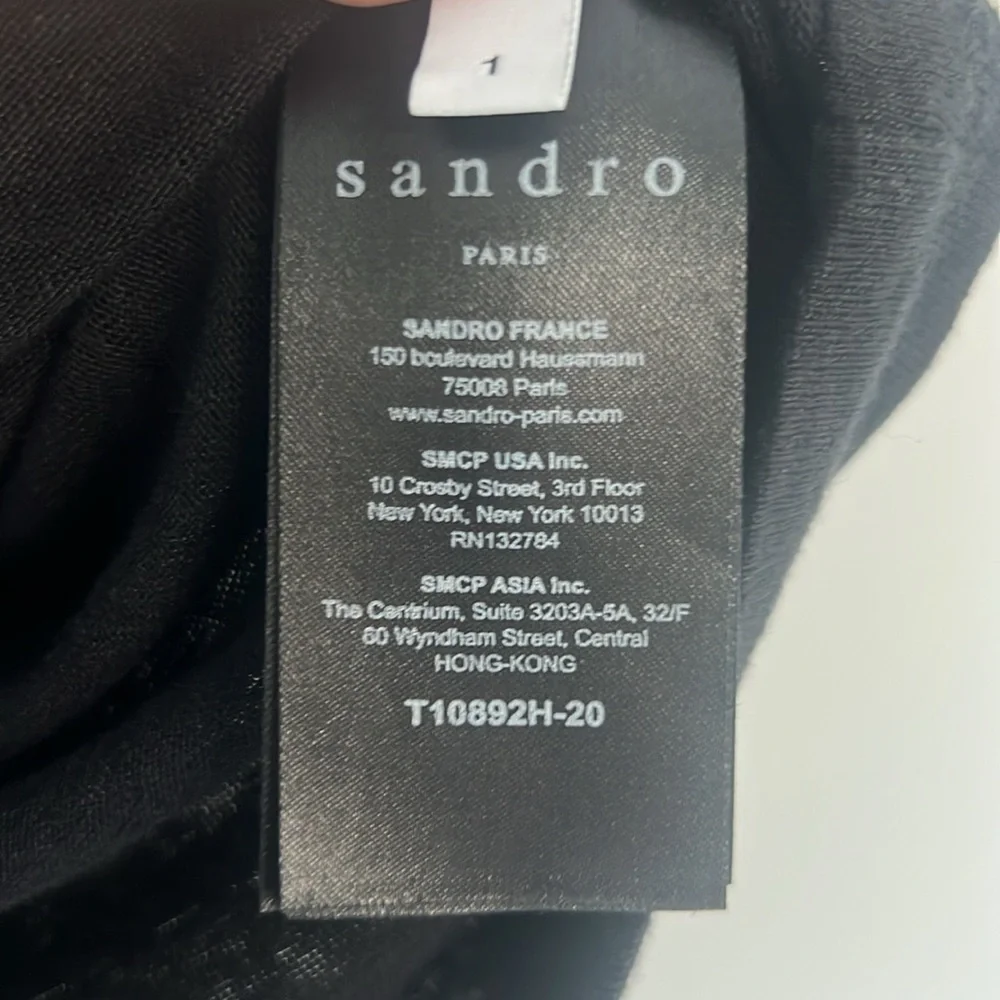 1
sandro
PARIS
SANDRO FRANCE
150 boulevard Haussmann
75008 Paris
www.sandro-paris.com
SMCP USA Inc.
10 Crosby Street, 3rd Floor
New York, New York 10013
RN132784
SMCP ASIA Inc.
The Centrium, Suite 3203A-5A, 32/F
60 Wyndham Street, Central
HONG-KONG
T10892H-20